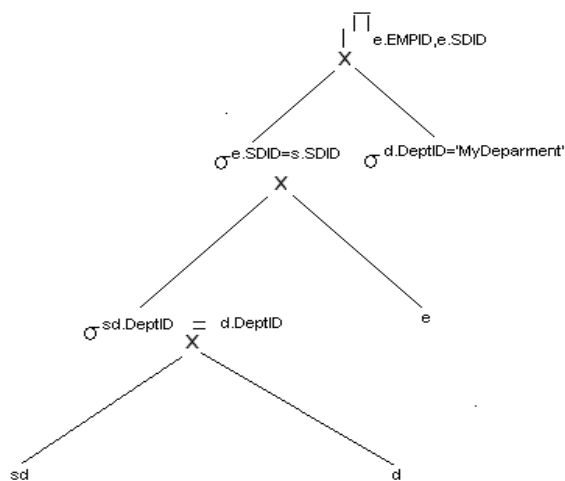 ∏ e.EMPID,e.SDID
X
σ e.SDID=s.SDID
σ d.DeptID='MyDeparment'
X
σ sd.DeptID = d.DeptID
e
X
sd
d